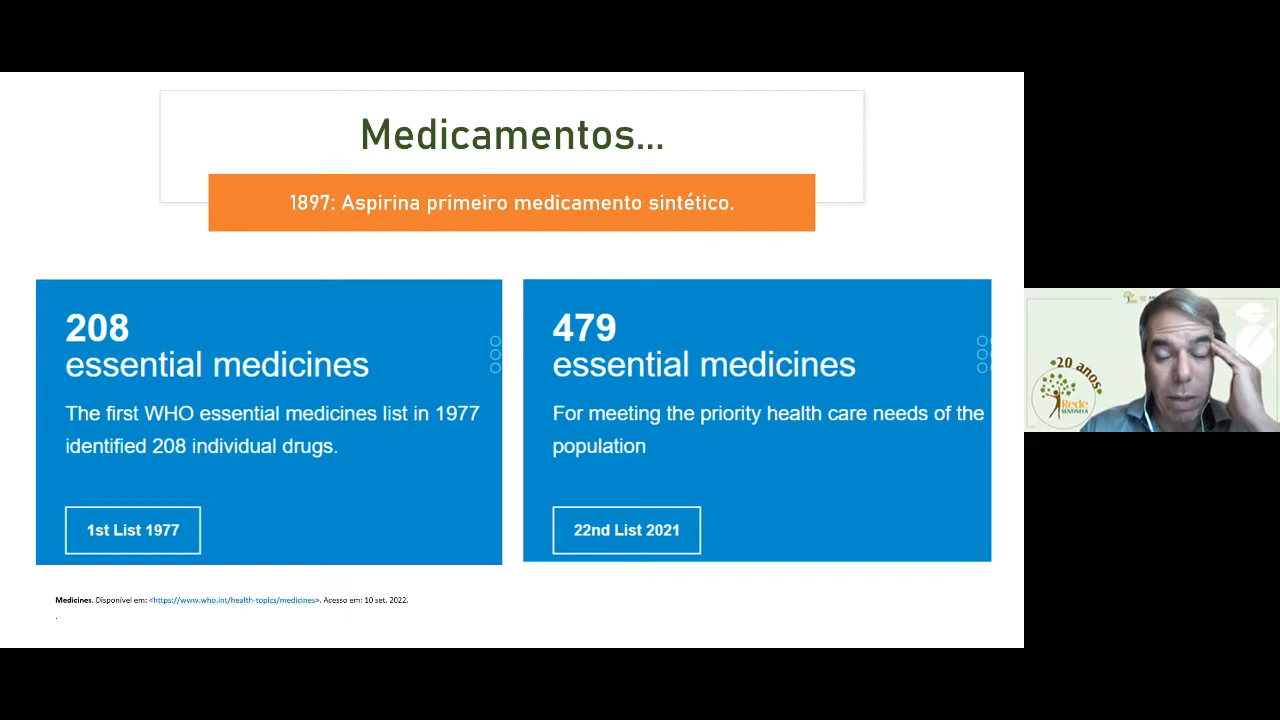 Medicamentos...
1897: Aspirina primeiro medicamento sintético.
208
essential medicines
The first WHO essential medicines list in 1977
identified 208 individual drugs.
1st List 1977
479
essential medicines
For meeting the priority health care needs of the
population
22nd List 2021
Medicines. Disponível em: <https://www.who.int/health-topics/medicines>. Acesso em: 10 set. 2022.
.
20 anos
Rede
SENTINELA